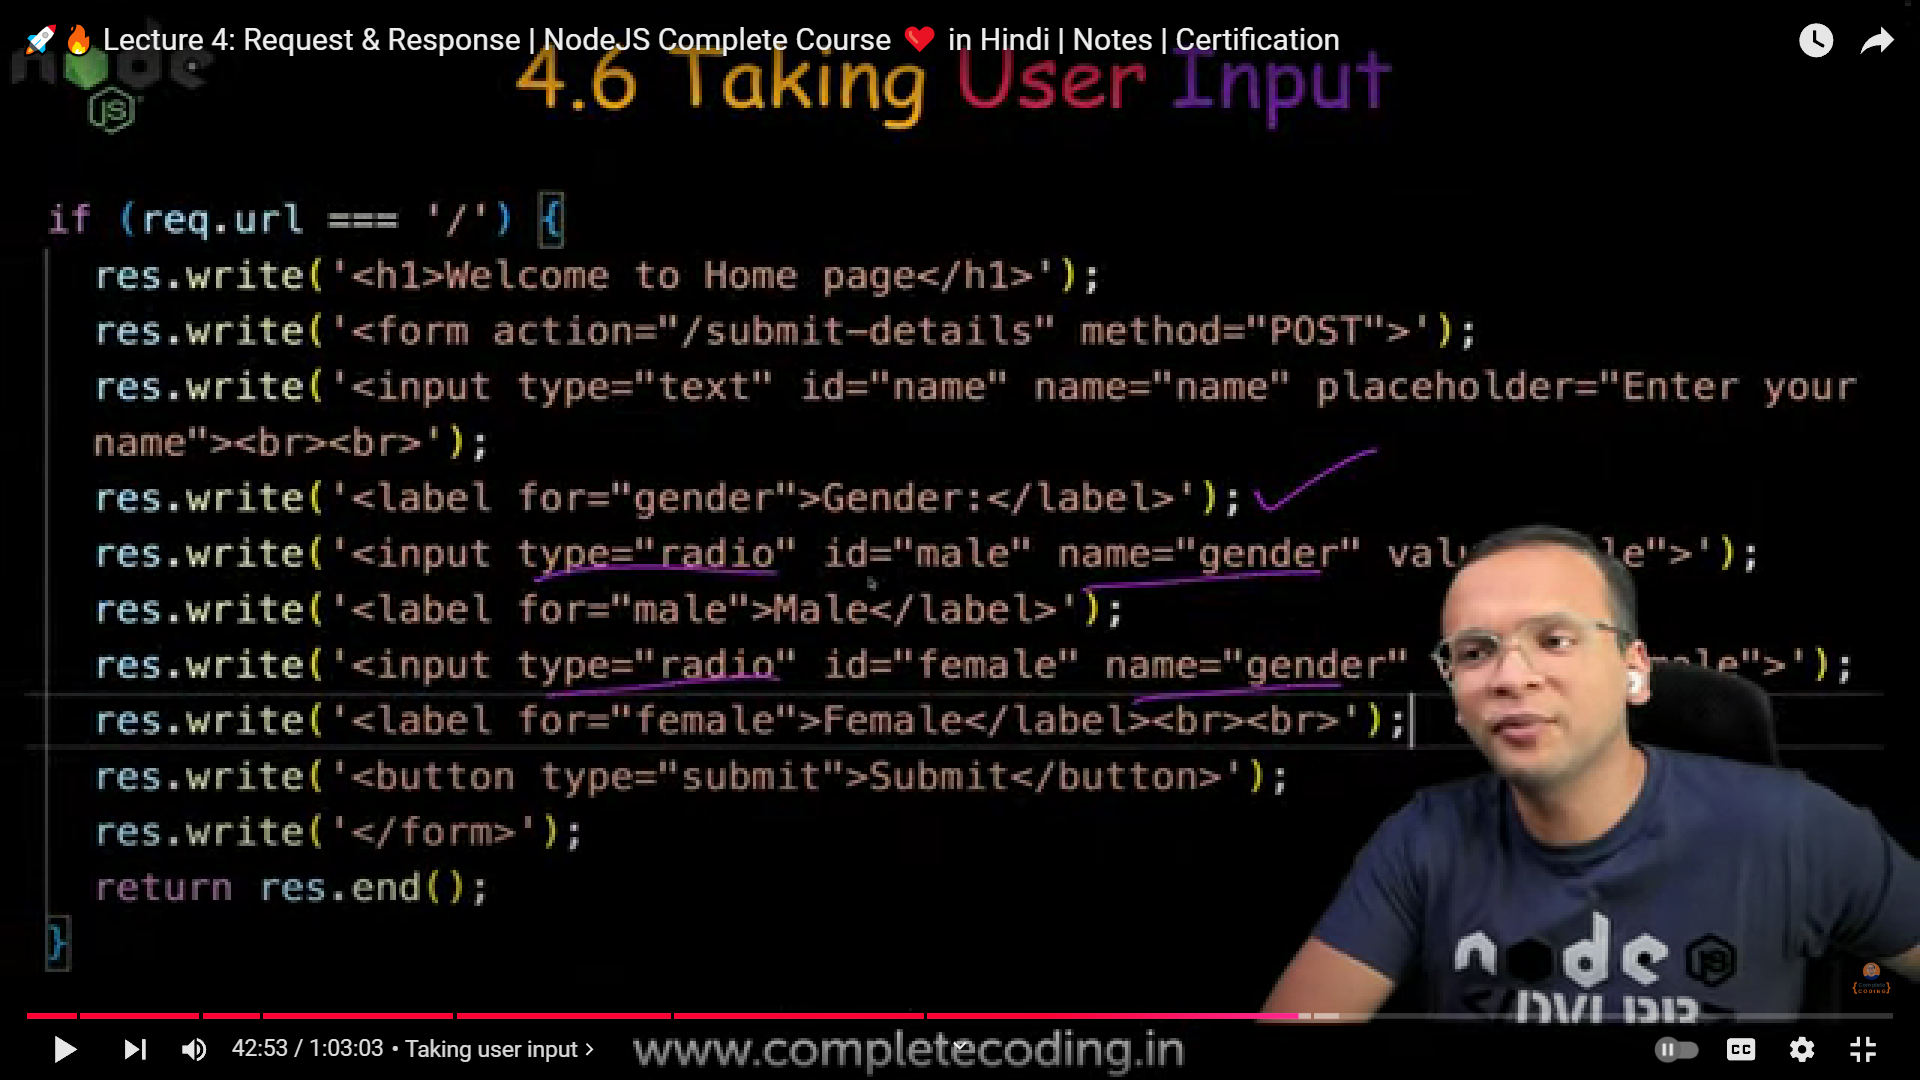 🚀🔥 Lecture 4: Request & Response | NodeJS Complete Course ❤️ in Hindi | Notes | Certification
node
JS
4.6 Taking User Input
if (req.url === '/') {
res.write('<h1>Welcome to Home page</h1>');
res.write('<form action="/submit-details" method="POST">');
res.write('<input type="text" id="name" name="name" placeholder="Enter your
name"><br><br>');
res.write('<label for="gender">Gender:</label>');
res.write('<input type="radio" id="male" name="gender" le">');
res.write('<label for="male">Male</label>');
res.write('<input type="radio" id="female" name="gender" ">');
res.write('<label for="female">Female</label><br><br>');
res.write('<button type="submit">Submit</button>');
res.write('</form>');
return res.end();
}
node JS
{COMPLETE CODING}
42:53 / 1:03:03 • Taking user input >
www.completecoding.in
CC